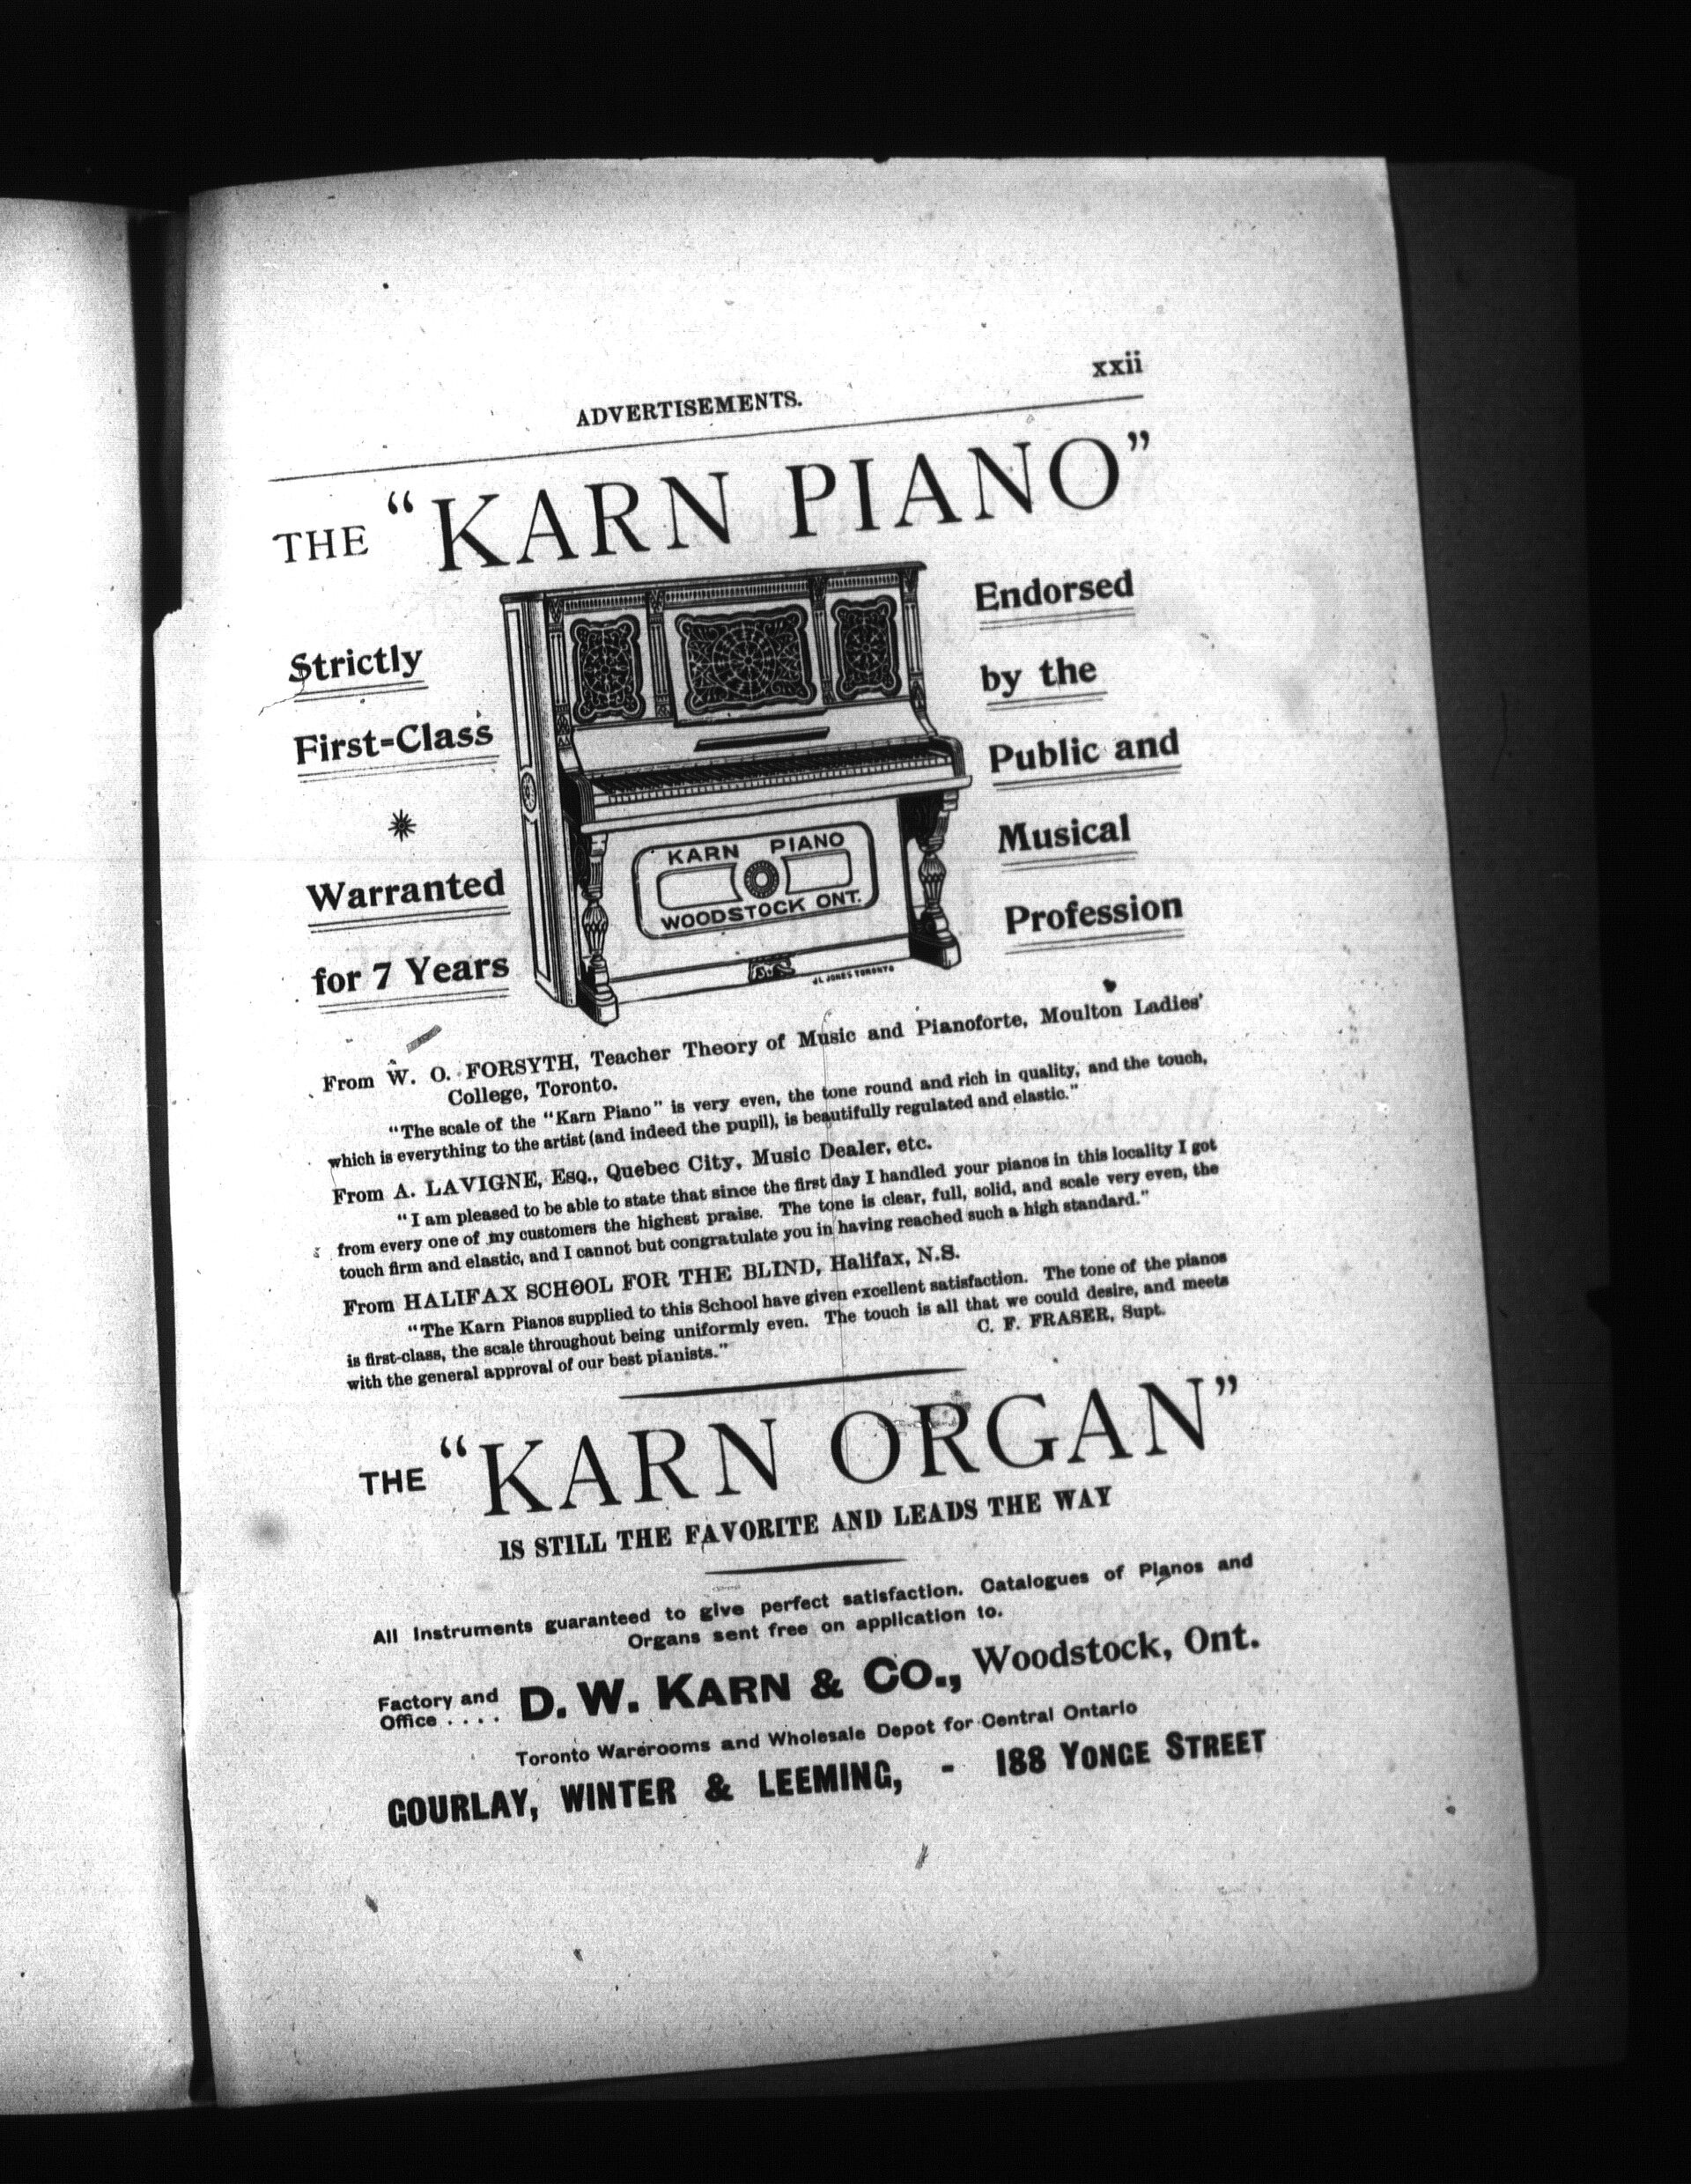 xxii
ADVERTISEMENTS.
THE “KARN PIANO”
Strictly
First-Class
Warranted
for 7 Years
KARN PIANO
WOODSTOCK ONT.
J L JONES TORONTO
Endorsed
by the
Public and
Musical
Profession
From W. O. FORSYTH, Teacher Theory of Music and Pianoforte, Moulton Ladies'
College, Toronto.
“The scale of the “Karn Piano” is very even, the tone round and rich in quality, and the touch,
which is everything to the artist (and indeed the pupil), is beautifully regulated and elastic.”
From A. LAVIGNE, ESQ., Quebec City, Music Dealer, etc.
“I am pleased to be able to state that since the first day I handled your pianos in this locality I got
from every one of my customers the highest praise. The tone is clear, full, solid, and scale very even, the
touch firm and elastic, and I cannot but congratulate you in having reached such a high standard.”
From HALIFAX SCHOOL FOR THE BLIND, Halifax, N.S.
“The Karn Pianos supplied to this School have given excellent satisfaction. The tone of the pianos
is first-class, the scale throughout being uniformly even. The touch is all that we could desire, and meets
with the general approval of our best pianists.”
C. F. FRASER, Supt.
THE “KARN ORGAN”
IS STILL THE FAVORITE AND LEADS THE WAY
All Instruments guaranteed to give perfect satisfaction. Catalogues of Pianos and
Organs sent free on application to.
Factory and
Office . . . .
D. W. KARN & CO., Woodstock, Ont.
Toronto Warerooms and Wholesale Depot for Central Ontario
GOURLAY, WINTER & LEEMING, - 188 YONGE STREET